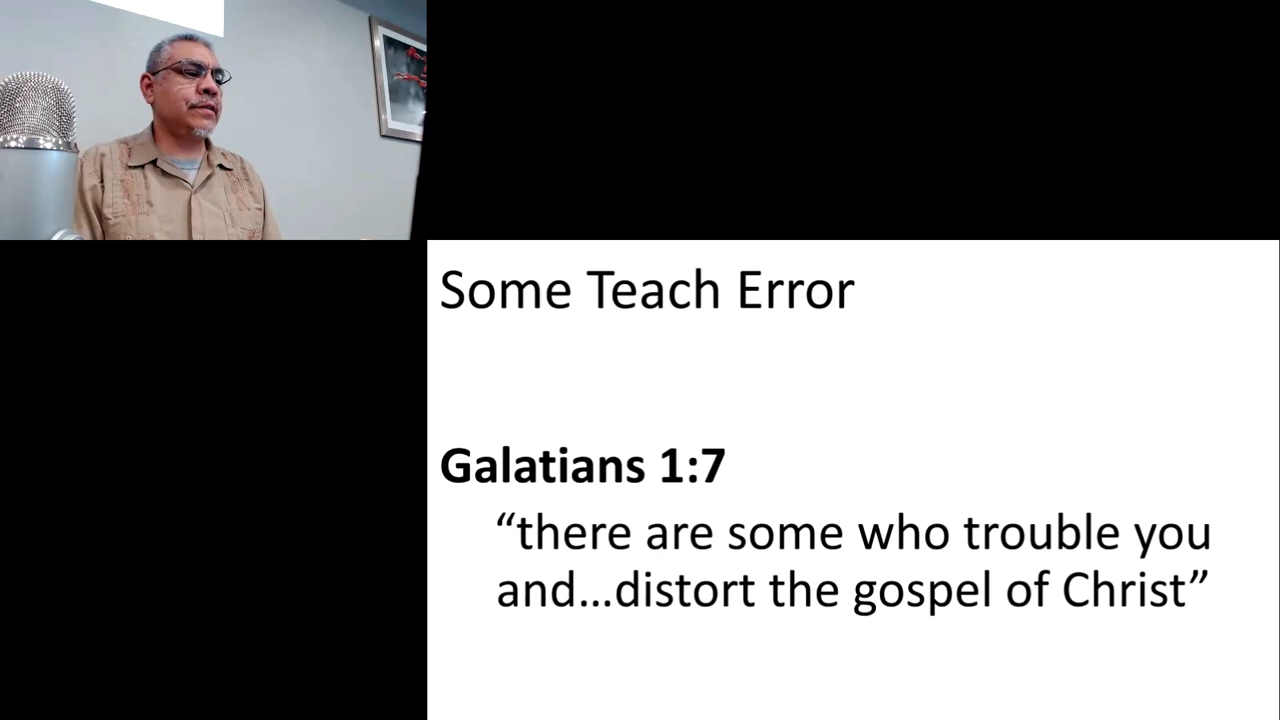 Some Teach Error
Galatians 1:7
“there are some who trouble you
and...distort the gospel of Christ”